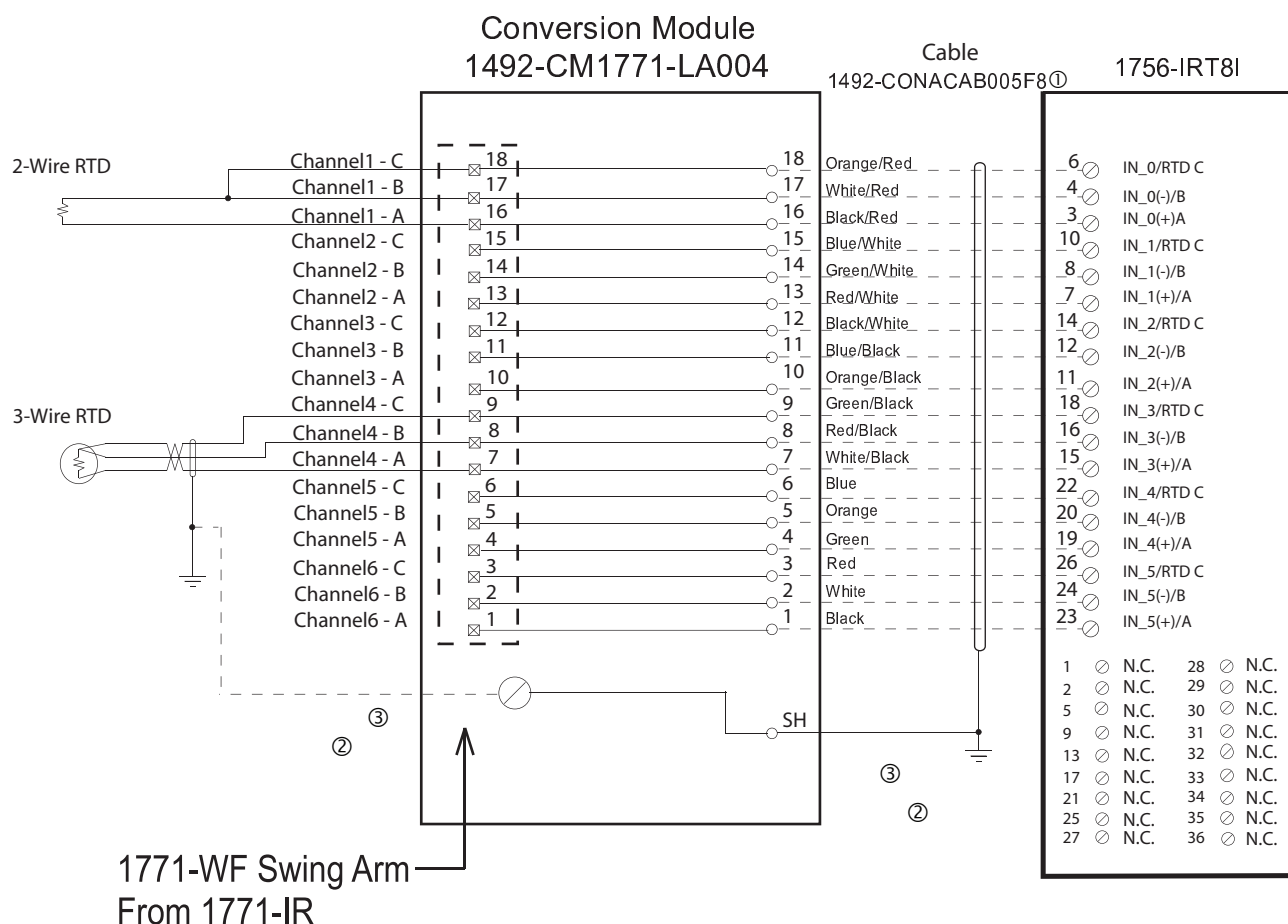 Conversion Module
1492-CM1771-LA004
Cable
1492-CONACAB005F8①
1756-IRT8I
2-Wire RTD
3-Wire RTD
Channel1 - C 18 18 Orange/Red 6 IN_0/RTD C
Channel1 - B 17 17 White/Red 4 IN_0(-)/B
Channel1 - A 16 16 Black/Red 3 IN_0(+)A
Channel2 - C 15 15 Blue/White 10 IN_1/RTD C
Channel2 - B 14 14 Green/White 8 IN_1(-)/B
Channel2 - A 13 13 Red/White 7 IN_1(+)/A
Channel3 - C 12 12 Black/White 14 IN_2/RTD C
Channel3 - B 11 11 Blue/Black 12 IN_2(-)/B
Channel3 - A 10 10 Orange/Black 11 IN_2(+)/A
Channel4 - C 9 9 Green/Black 18 IN_3/RTD C
Channel4 - B 8 8 Red/Black 16 IN_3(-)/B
Channel4 - A 7 7 White/Black 15 IN_3(+)/A
Channel5 - C 6 6 Blue 22 IN_4/RTD C
Channel5 - B 5 5 Orange 20 IN_4(-)/B
Channel5 - A 4 4 Green 19 IN_4(+)/A
Channel6 - C 3 3 Red 26 IN_5/RTD C
Channel6 - B 2 2 White 24 IN_5(-)/B
Channel6 - A 1 1 Black 23 IN_5(+)/A
1 N.C. 28 N.C.
2 N.C. 29 N.C.
5 N.C. 30 N.C.
9 N.C. 31 N.C.
13 N.C. 32 N.C.
17 N.C. 33 N.C.
21 N.C. 34 N.C.
25 N.C. 35 N.C.
27 N.C. 36 N.C.
SH
③
②
③
②
1771-WF Swing Arm
From 1771-IR